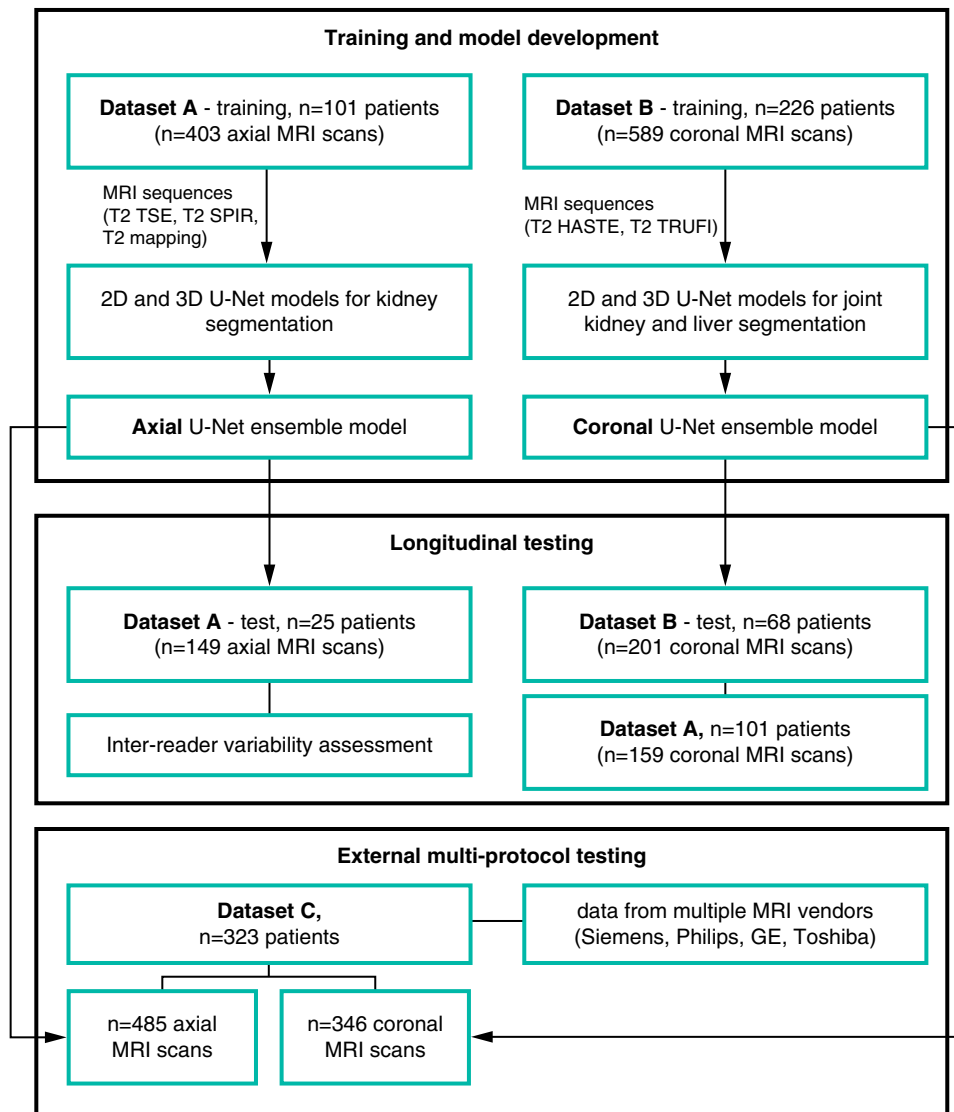 Training and model development
Dataset A - training, n=101 patients
(n=403 axial MRI scans)
Dataset B - training, n=226 patients
(n=589 coronal MRI scans)
MRI sequences
(T2 TSE, T2 SPIR,
T2 mapping)
MRI sequences
(T2 HASTE, T2 TRUFI)
2D and 3D U-Net models for kidney
segmentation
2D and 3D U-Net models for joint
kidney and liver segmentation
Axial U-Net ensemble model
Coronal U-Net ensemble model
Longitudinal testing
Dataset A - test, n=25 patients
(n=149 axial MRI scans)
Dataset B - test, n=68 patients
(n=201 coronal MRI scans)
Inter-reader variability assessment
Dataset A, n=101 patients
(n=159 coronal MRI scans)
External multi-protocol testing
Dataset C,
n=323 patients
data from multiple MRI vendors
(Siemens, Philips, GE, Toshiba)
n=485 axial
MRI scans
n=346 coronal
MRI scans